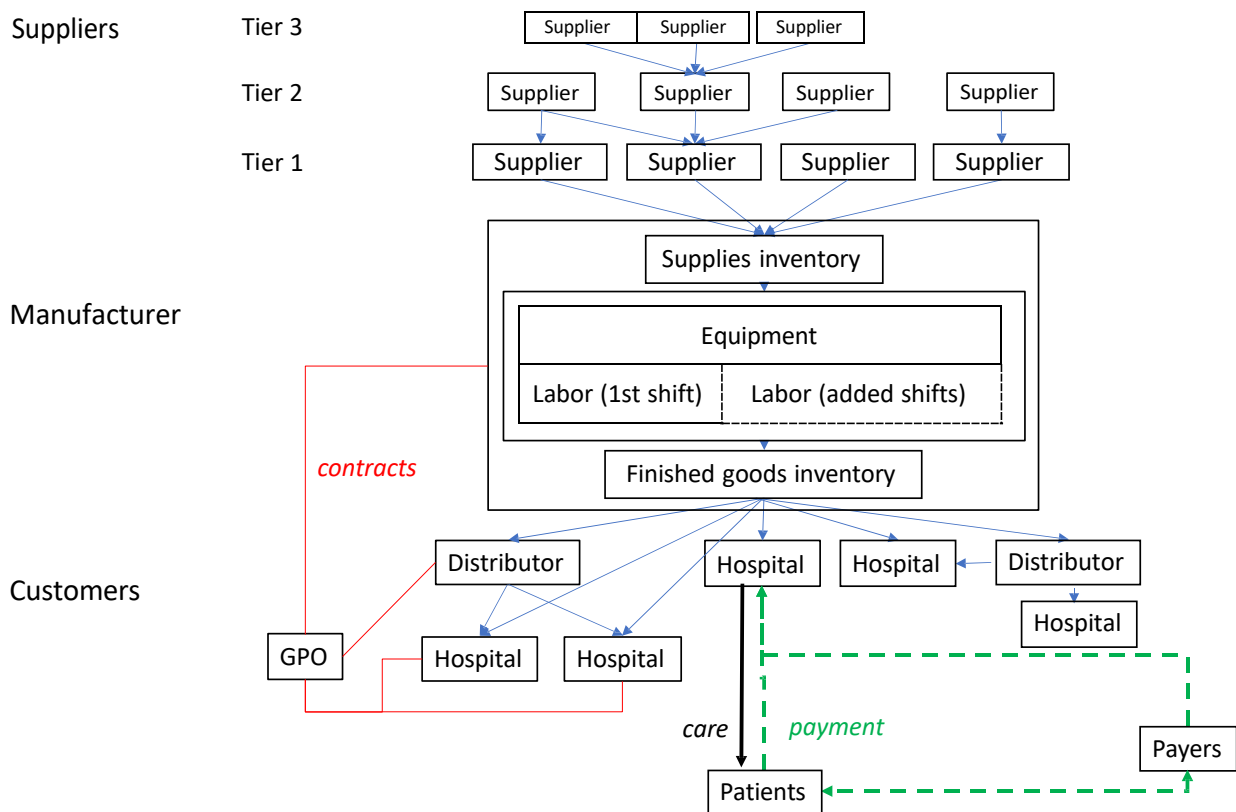 Suppliers
Tier 3
Supplier
Supplier
Supplier
Tier 2
Supplier
Supplier
Supplier
Supplier
Tier 1
Supplier
Supplier
Supplier
Supplier
Supplies inventory
Manufacturer
Equipment
Labor (1st shift)
Labor (added shifts)
contracts
Finished goods inventory
Customers
Distributor
Hospital
Hospital
Distributor
Hospital
GPO
Hospital
Hospital
care
payment
Payers
Patients